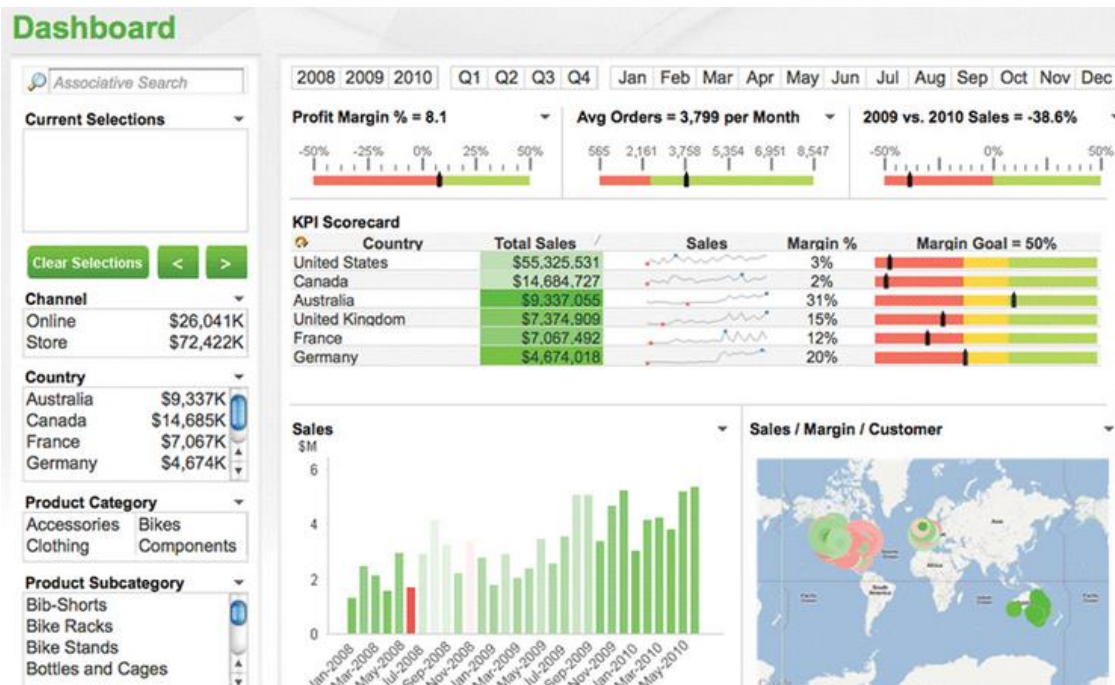 Dashboard
Associative Search
2008 2009 2010 Q1 Q2 Q3 Q4 Jan Feb Mar Apr May Jun Jul Aug Sep Oct Nov Dec
Current Selections
Profit Margin % = 8.1
-50% -25% 0% 25% 50%
Avg Orders = 3,799 per Month
565 2,161 3,758 5,354 6,951 8,547
2009 vs. 2010 Sales = -38.6%
-50% 0% 50%
Clear Selections < >
Channel
Online $26,041K
Store $72,422K
Country
Australia $9,337K
Canada $14,685K
France $7,067K
Germany $4,674K
Product Category
Accessories Bikes
Clothing Components
Product Subcategory
Bib-Shorts
Bike Racks
Bike Stands
Bottles and Cages
KPI Scorecard
Country Total Sales Sales Margin % Margin Goal = 50%
United States $55,325,531 3%
Canada $14,684,727 2%
Australia $9,337,055 31%
United Kingdom $7,374,909 15%
France $7,067,492 12%
Germany $4,674,018 20%
Sales
$M
6
4
2
0
Jan-2008 Mar-2008 May-2008 Jul-2008 Sep-2008 Nov-2008 Jan-2009 Mar-2009 May-2009 Jul-2009 Sep-2009 Nov-2009 Jan-2010 Mar-2010 May-2010
Sales / Margin / Customer
Asia
Africa
South America